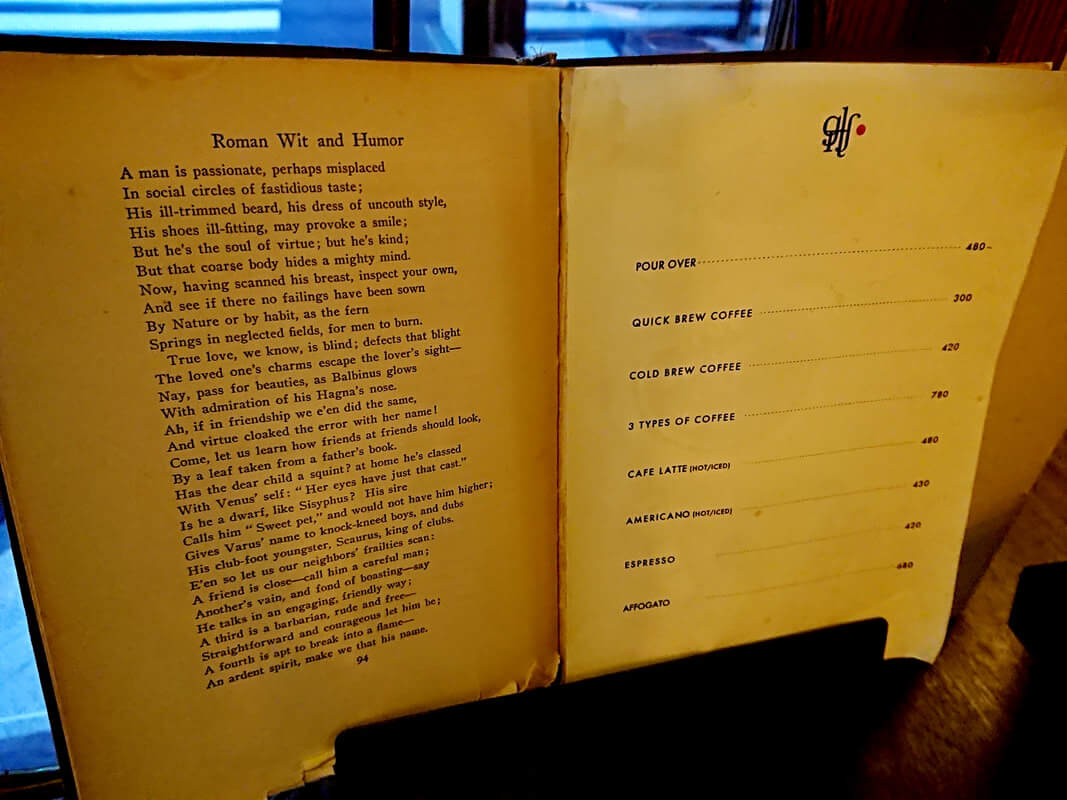 Roman Wit and Humor
A man is passionate, perhaps misplaced
In social circles of fastidious taste;
His ill-trimmed beard, his dress of uncouth style,
His shoes ill-fitting, may provoke a smile;
But he's the soul of virtue; but he's kind;
But that coarse body hides a mighty mind.
Now, having scanned his breast, inspect your own,
And see if there no failings have been sown
By Nature or by habit, as the fern
Springs in neglected fields, for men to burn.
True love, we know, is blind; defects that blight
The loved one's charms escape the lover's sight—
Nay, pass for beauties, as Balbinus glows
With admiration of his Hagna's nose.
Ah, if in friendship we e'en did the same,
And virtue cloaked the error with her name!
Come, let us learn how friends at friends should look,
By a leaf taken from a father's book.
Has the dear child a squint? at home he's classed
With Venus' self: "Her eyes have just that cast."
Is he a dwarf, like Sisyphus? His sire
Calls him "Sweet pet," and would not have him higher;
Gives Varus' name to knock-kneed boys, and dubs
His club-foot youngster, Scaurus, king of clubs.
E'en so let us our neighbors' frailties scan:
A friend is close—call him a careful man;
Another's vain, and fond of boasting—say
He talks in an engaging, friendly way;
A third is a barbarian, rude and free—
Straightforward and courageous let him be;
A fourth is apt to break into a flame—
An ardent spirit, make we that his name.
94
POUR OVER 480
QUICK BREW COFFEE 300
COLD BREW COFFEE 420
3 TYPES OF COFFEE 780
CAFE LATTE (HOT/ICED) 480
AMERICANO (HOT/ICED) 430
ESPRESSO 420
AFFOGATO 680